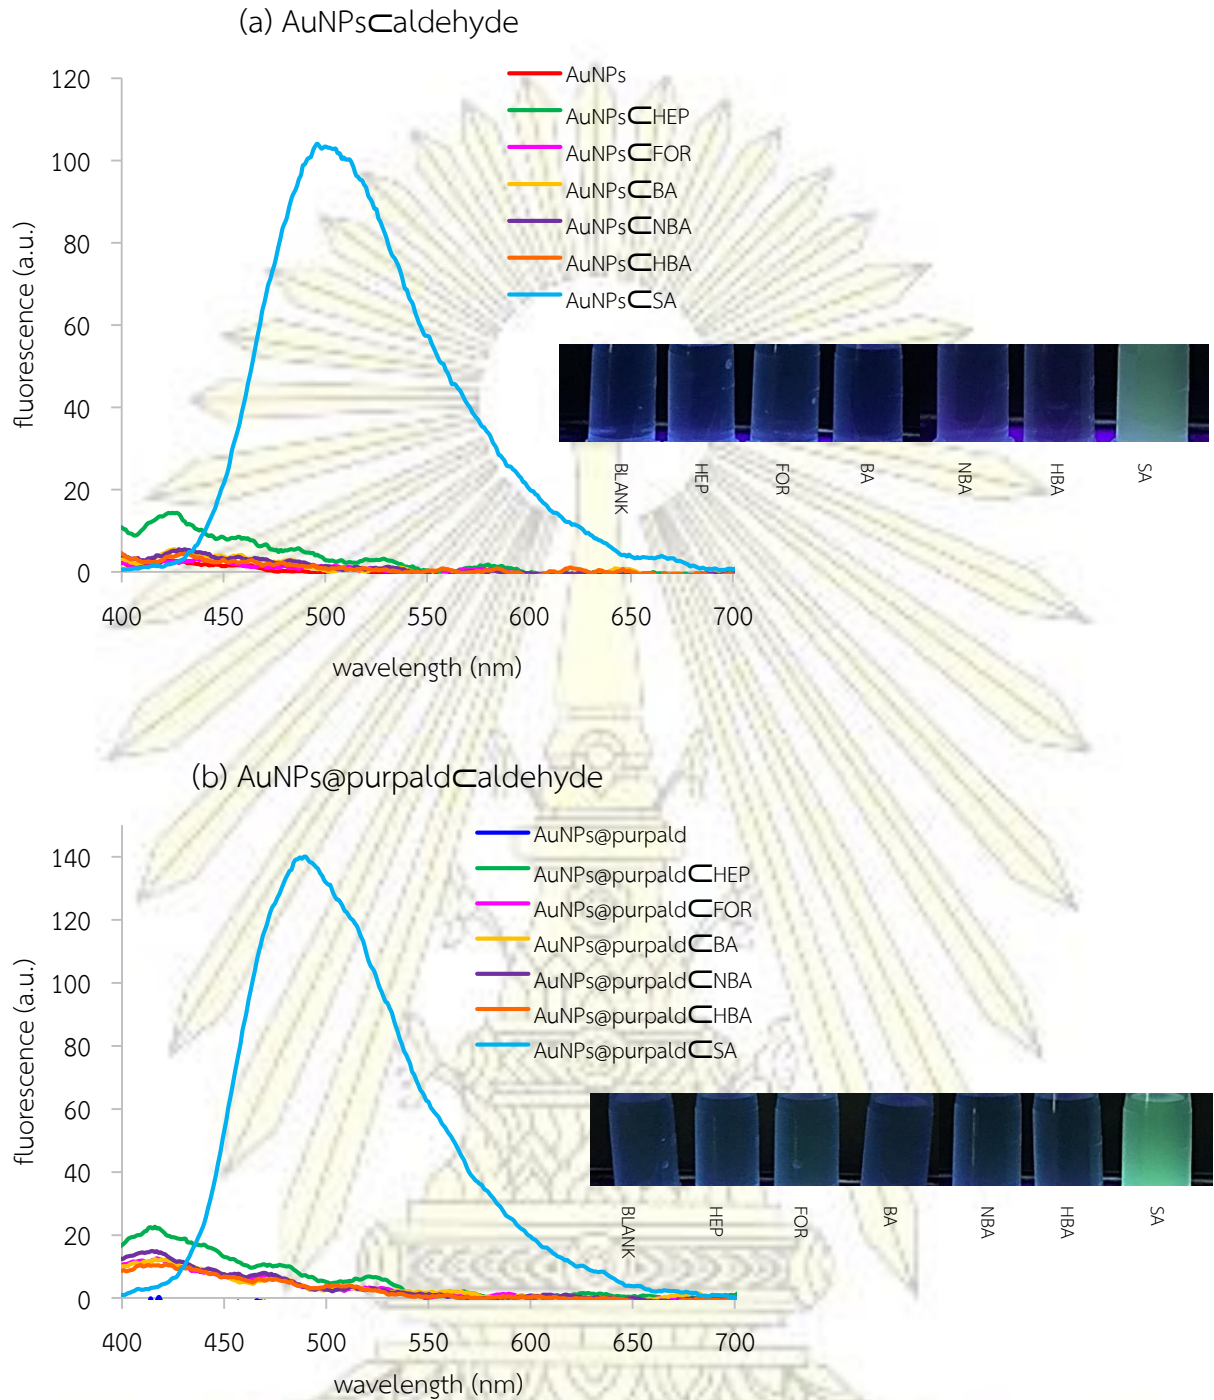 (a) AuNPs⊂aldehyde
AuNPs
AuNPs⊂HEP
AuNPs⊂FOR
AuNPs⊂BA
AuNPs⊂NBA
AuNPs⊂HBA
AuNPs⊂SA
fluorescence (a.u.)
120
100
80
60
40
20
0
400 450 500 550 600 650 700
wavelength (nm)
BLANK HEP FOR BA NBA HBA SA
(b) AuNPs@purpald⊂aldehyde
AuNPs@purpald
AuNPs@purpald⊂HEP
AuNPs@purpald⊂FOR
AuNPs@purpald⊂BA
AuNPs@purpald⊂NBA
AuNPs@purpald⊂HBA
AuNPs@purpald⊂SA
fluorescence (a.u.)
140
120
100
80
60
40
20
0
400 450 500 550 600 650 700
wavelength (nm)
BLANK HEP FOR BA NBA HBA SA